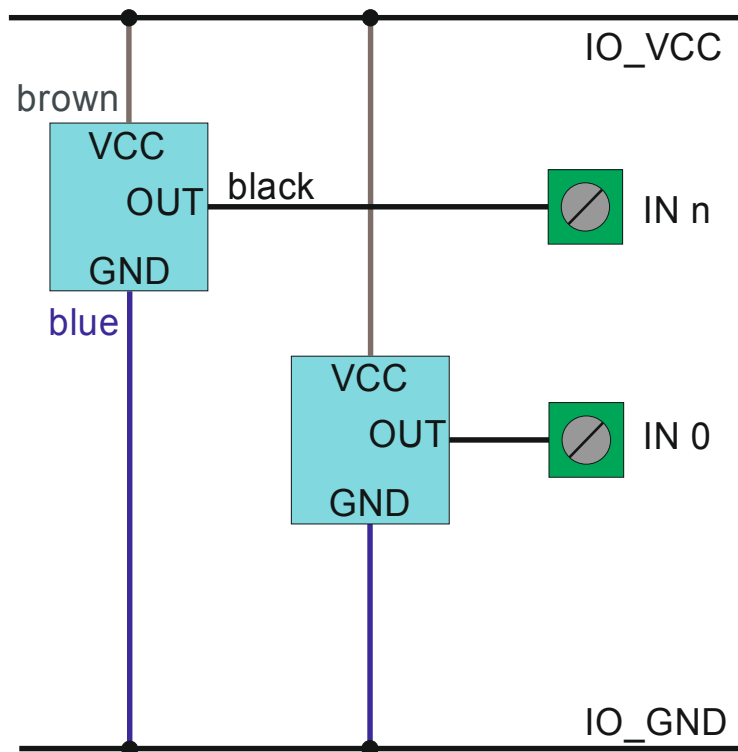 IO_VCC
brown
VCC
OUT
black
IN n
GND
blue
VCC
OUT
IN 0
GND
IO_GND